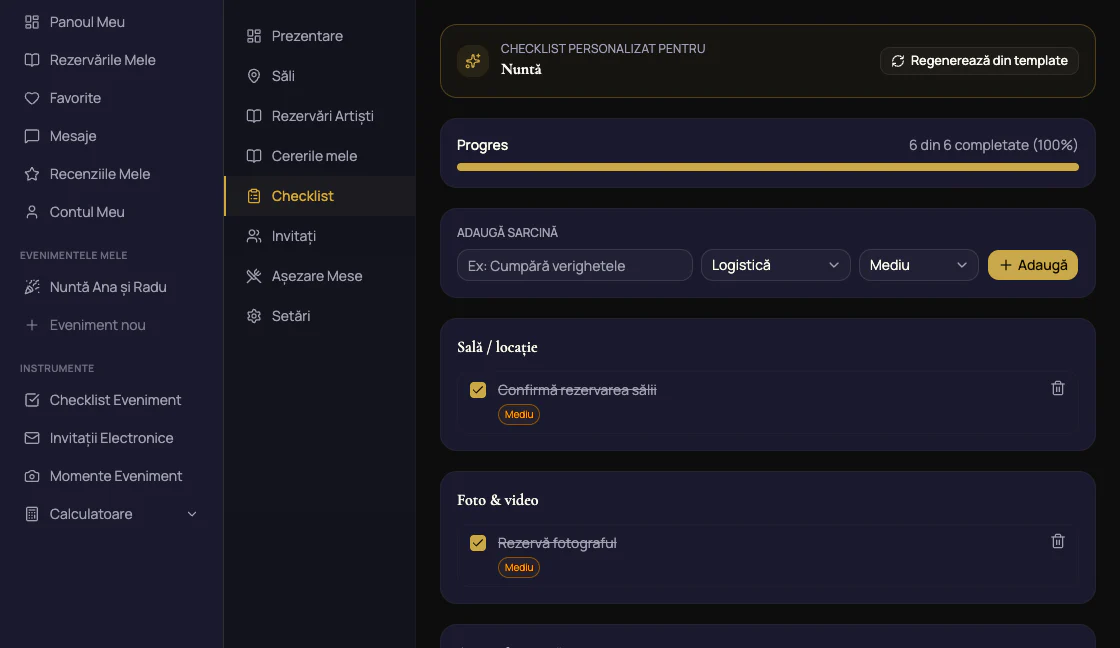 Panoul Meu
Rezervările Mele
Favorite
Mesaje
Recenziile Mele
Contul Meu
EVENIMENTELE MELE
Nuntă Ana și Radu
Eveniment nou
INSTRUMENTE
Checklist Eveniment
Invitații Electronice
Momente Eveniment
Calculatoare
Prezentare
Săli
Rezervări Artiști
Cererile mele
Checklist
Invitați
Așezare Mese
Setări
CHECKLIST PERSONALIZAT PENTRU
Nuntă
Regenerează din template
Progres
6 din 6 completate (100%)
ADAUGĂ SARCINĂ
Ex: Cumpără verighetele
Logistică
Mediu
Adaugă
Sală / locație
Confirmă rezervarea sălii
Mediu
Foto & video
Rezervă fotograful
Mediu